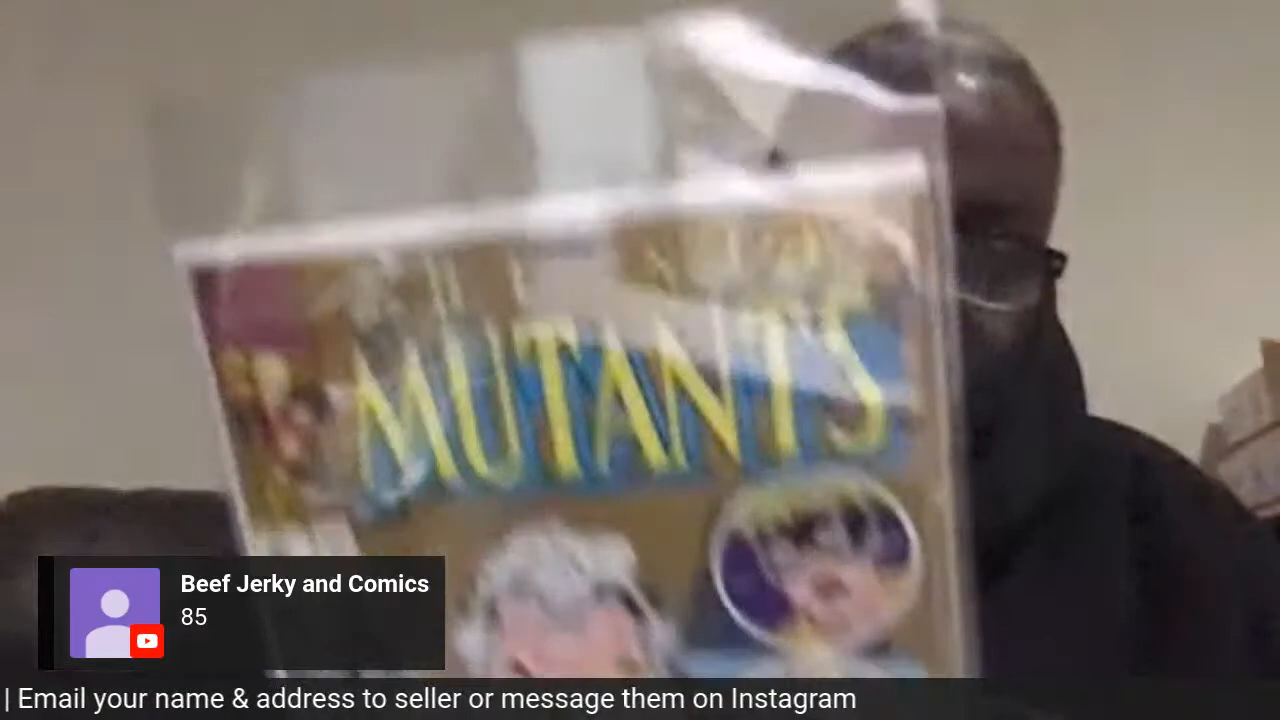 MUTANTS
Beef Jerky and Comics
85
| Email your name & address to seller or message them on Instagram